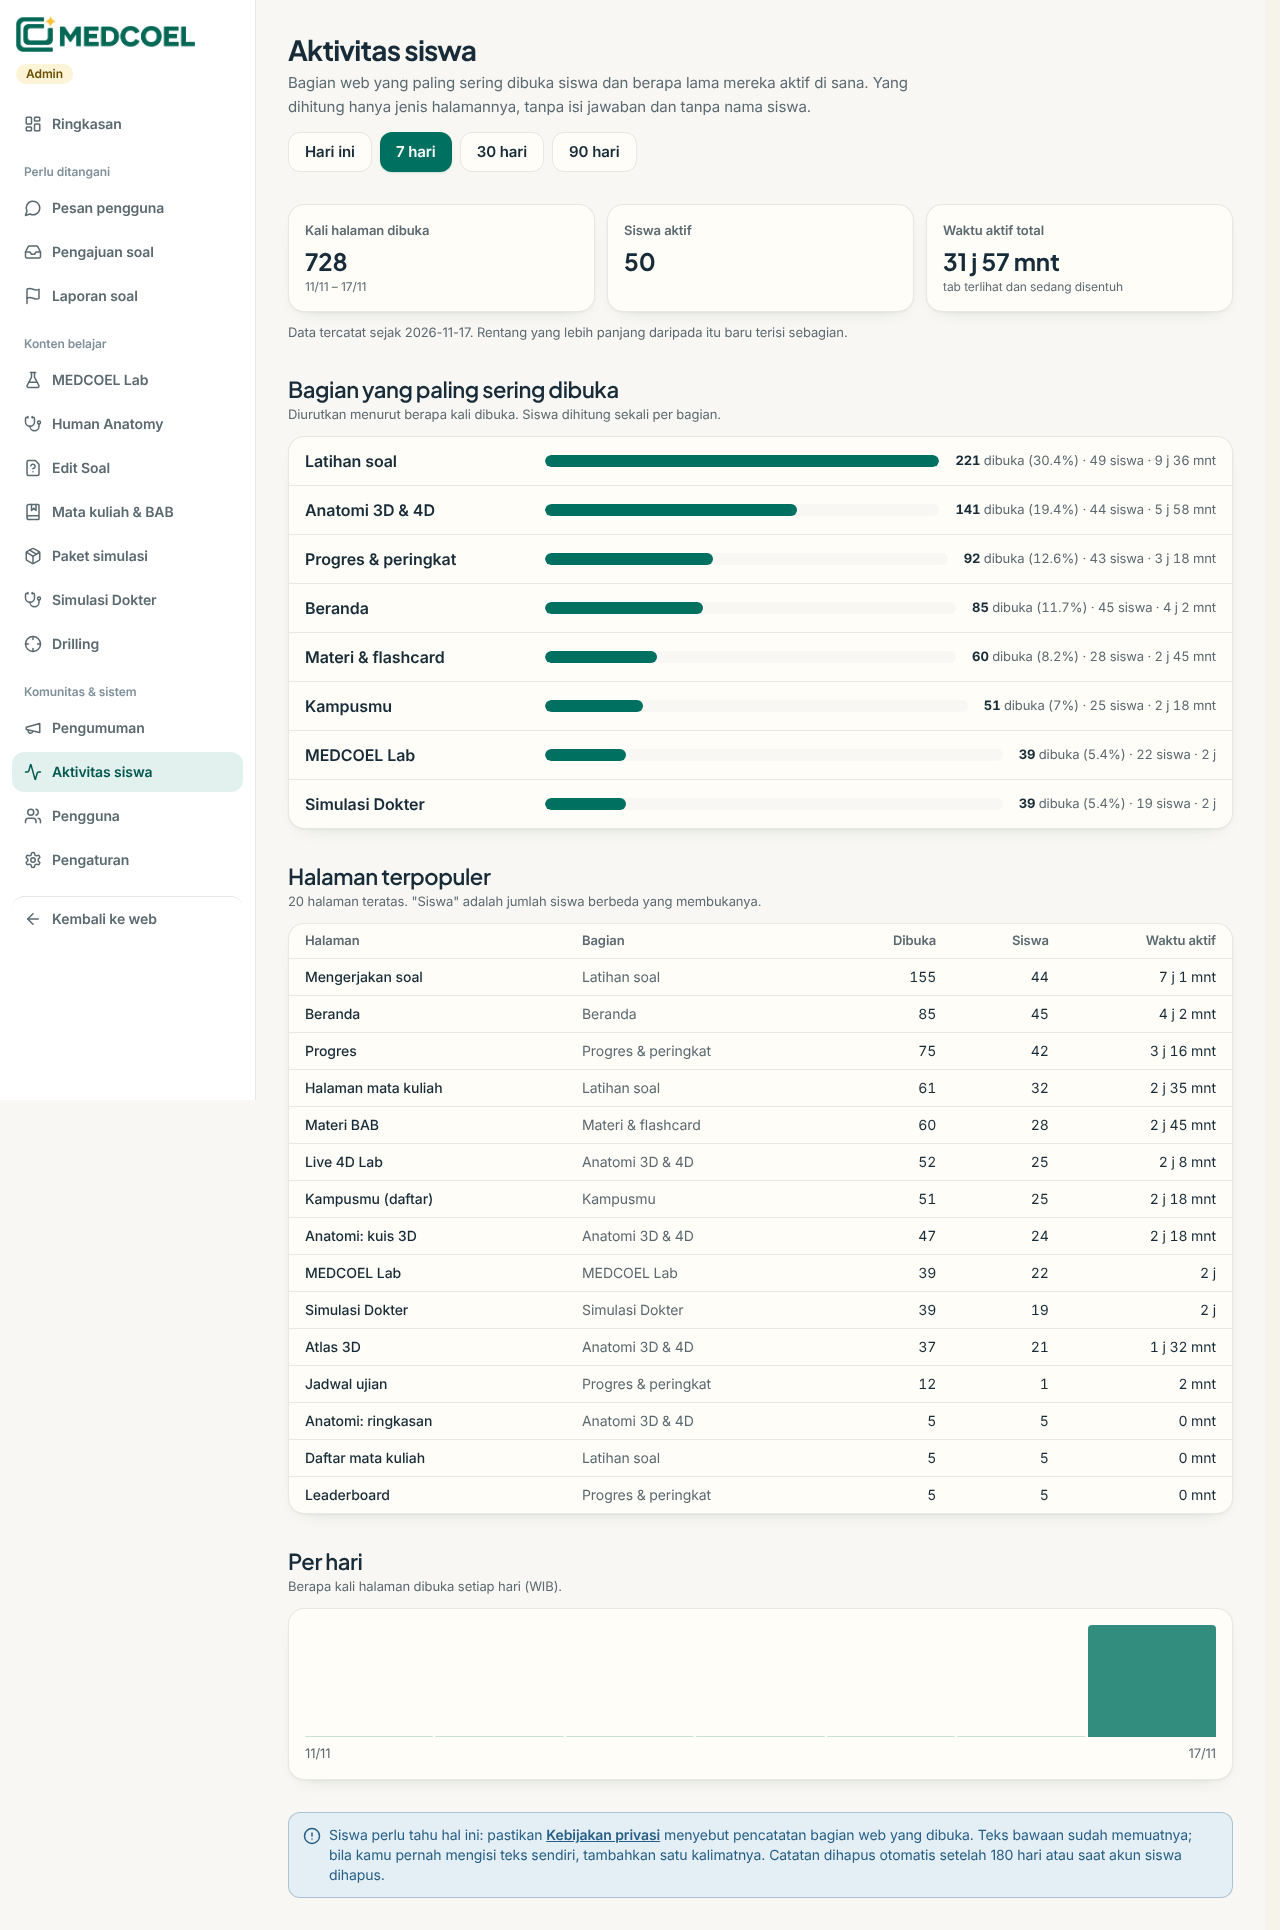 MEDCOEL
Admin
Ringkasan
Perlu ditangani
Pesan pengguna
Pengajuan soal
Laporan soal
Konten belajar
MEDCOEL Lab
Human Anatomy
Edit Soal
Mata kuliah & BAB
Paket simulasi
Simulasi Dokter
Drilling
Komunitas & sistem
Pengumuman
Aktivitas siswa
Pengguna
Pengaturan
Kembali ke web
Aktivitas siswa
Bagian web yang paling sering dibuka siswa dan berapa lama mereka aktif di sana. Yang
dihitung hanya jenis halamannya, tanpa isi jawaban dan tanpa nama siswa.
Hari ini 7 hari 30 hari 90 hari
Kali halaman dibuka
728
11/11 – 17/11
Siswa aktif
50
Waktu aktif total
31 j 57 mnt
tab terlihat dan sedang disentuh
Data tercatat sejak 2026-11-17. Rentang yang lebih panjang daripada itu baru terisi sebagian.
Bagian yang paling sering dibuka
Diurutkan menurut berapa kali dibuka. Siswa dihitung sekali per bagian.
Latihan soal 221 dibuka (30.4%) · 49 siswa · 9 j 36 mnt
Anatomi 3D & 4D 141 dibuka (19.4%) · 44 siswa · 5 j 58 mnt
Progres & peringkat 92 dibuka (12.6%) · 43 siswa · 3 j 18 mnt
Beranda 85 dibuka (11.7%) · 45 siswa · 4 j 2 mnt
Materi & flashcard 60 dibuka (8.2%) · 28 siswa · 2 j 45 mnt
Kampusmu 51 dibuka (7%) · 25 siswa · 2 j 18 mnt
MEDCOEL Lab 39 dibuka (5.4%) · 22 siswa · 2 j
Simulasi Dokter 39 dibuka (5.4%) · 19 siswa · 2 j
Halaman terpopuler
20 halaman teratas. "Siswa" adalah jumlah siswa berbeda yang membukanya.
Halaman Bagian Dibuka Siswa Waktu aktif
Mengerjakan soal Latihan soal 155 44 7 j 1 mnt
Beranda Beranda 85 45 4 j 2 mnt
Progres Progres & peringkat 75 42 3 j 16 mnt
Halaman mata kuliah Latihan soal 61 32 2 j 35 mnt
Materi BAB Materi & flashcard 60 28 2 j 45 mnt
Live 4D Lab Anatomi 3D & 4D 52 25 2 j 8 mnt
Kampusmu (daftar) Kampusmu 51 25 2 j 18 mnt
Anatomi: kuis 3D Anatomi 3D & 4D 47 24 2 j 18 mnt
MEDCOEL Lab MEDCOEL Lab 39 22 2 j
Simulasi Dokter Simulasi Dokter 39 19 2 j
Atlas 3D Anatomi 3D & 4D 37 21 1 j 32 mnt
Jadwal ujian Progres & peringkat 12 1 2 mnt
Anatomi: ringkasan Anatomi 3D & 4D 5 5 0 mnt
Daftar mata kuliah Latihan soal 5 5 0 mnt
Leaderboard Progres & peringkat 5 5 0 mnt
Per hari
Berapa kali halaman dibuka setiap hari (WIB).
11/11 17/11
Siswa perlu tahu hal ini: pastikan Kebijakan privasi menyebut pencatatan bagian web yang dibuka. Teks bawaan sudah memuatnya;
bila kamu pernah mengisi teks sendiri, tambahkan satu kalimatnya. Catatan dihapus otomatis setelah 180 hari atau saat akun siswa
dihapus.